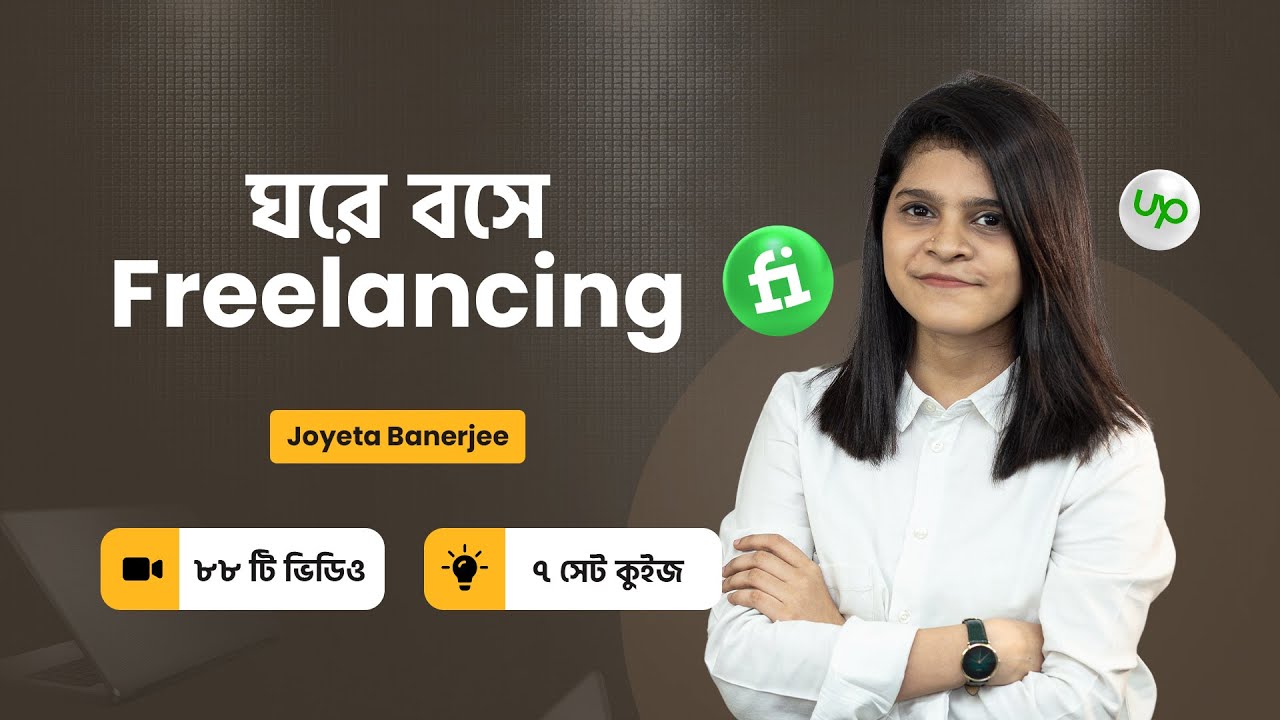 ঘরে বসে
Freelancing
fi
up
Joyeta Banerjee
৮৮ টি ভিডিও
৭ সেট কুইজ